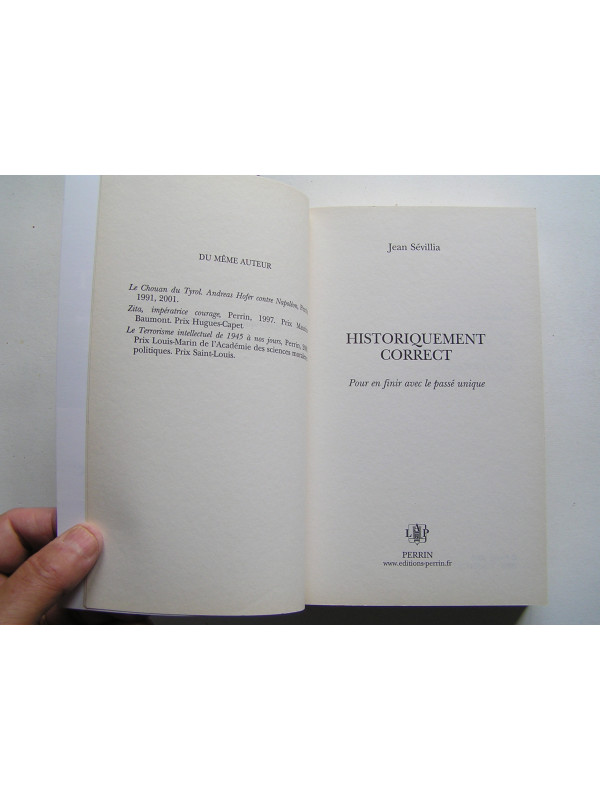 DU MÊME AUTEUR
Le Chouan du Tyrol. Andreas Hofer contre Napoléon,
1991, 2001.
Zita, impératrice courage, Perrin, 1997. Prix
Baumont. Prix Hugues-Capet
Le Terrorisme intellectuel de 1945 à nos jours, Perrin,
Prix Louis-Marin de l'Académie des sciences
politiques. Prix Saint-Louis.
Jean Sévillia
HISTORIQUEMENT
CORRECT
Pour en finir avec le passé unique
LAP
PERRIN
www.editions-perrin.fr